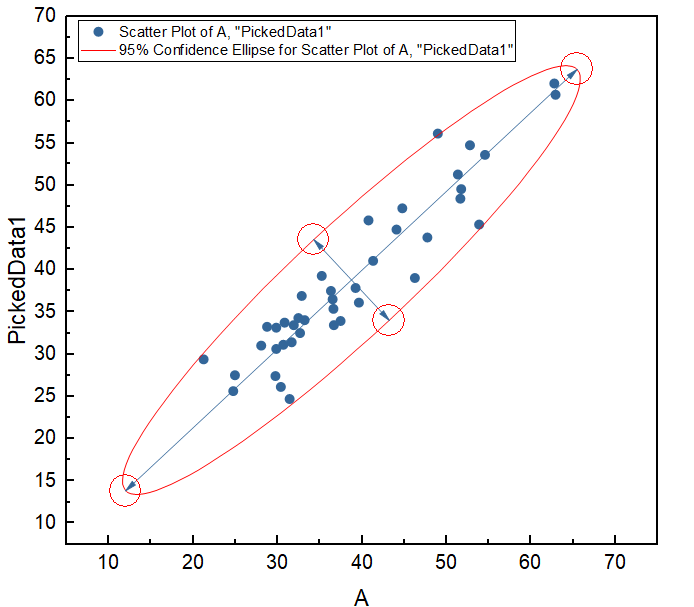 Scatter Plot of A, "PickedData1"
95% Confidence Ellipse for Scatter Plot of A, "PickedData1"
70
65
60
55
50
45
40
35
30
25
20
15
10
PickedData1
10 20 30 40 50 60 70
A